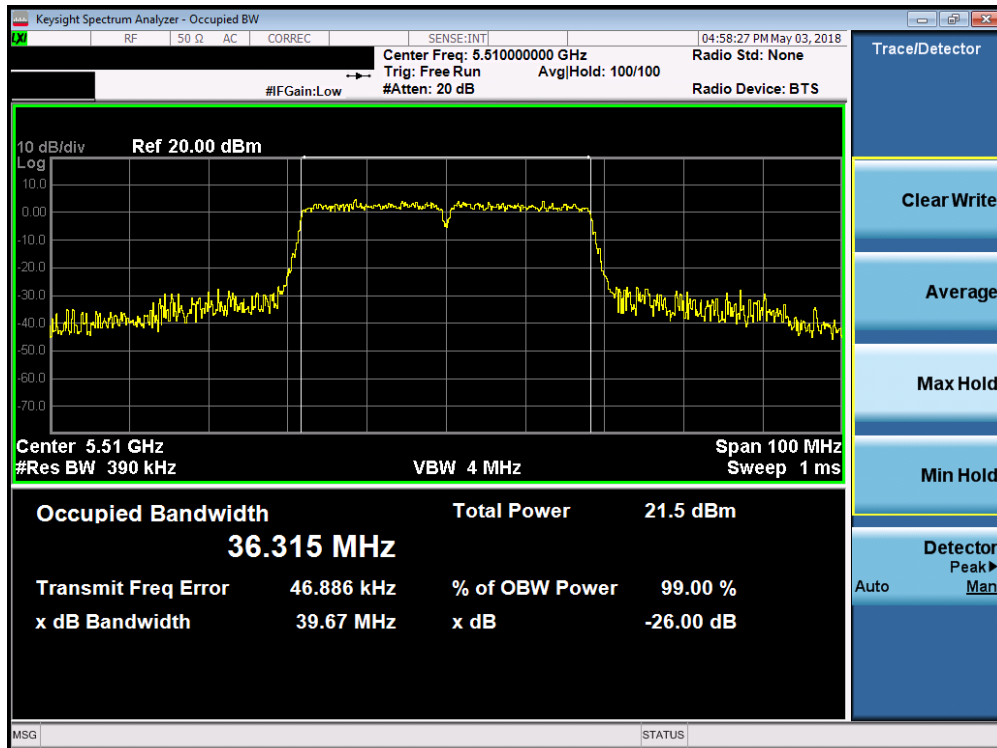 Keysight Spectrum Analyzer - Occupied BW
LXI RF 50 Ω AC CORREC SENSE:INT 04:58:27 PM May 03, 2018
Center Freq: 5.510000000 GHz Radio Std: None
Trig: Free Run Avg|Hold: 100/100
#IFGain:Low #Atten: 20 dB Radio Device: BTS
10 dB/div Ref 20.00 dBm
Log
10.0
0.00
-10.0
-20.0
-30.0
-40.0
-50.0
-60.0
-70.0
Center 5.51 GHz Span 100 MHz
#Res BW 390 kHz VBW 4 MHz Sweep 1 ms
Occupied Bandwidth Total Power 21.5 dBm
36.315 MHz
Transmit Freq Error 46.886 kHz % of OBW Power 99.00 %
x dB Bandwidth 39.67 MHz x dB -26.00 dB
MSG STATUS
Trace/Detector
Clear Write
Average
Max Hold
Min Hold
Detector
Peak▶
Auto Man